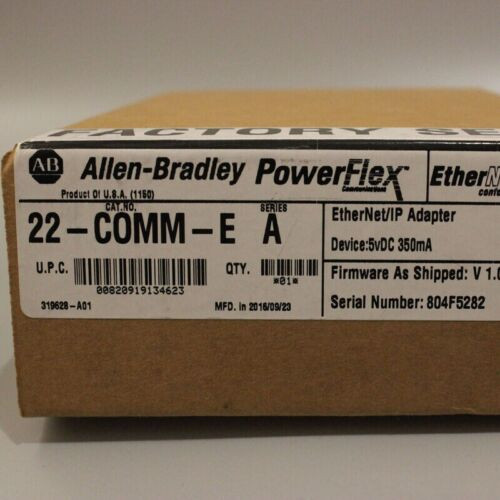 FACTORY SE
AB Allen-Bradley PowerFlex EtherN
Communications
Product Of U.S.A. (1150)
CAT.NO. SERIES
22-COMM-E A
EtherNet/IP Adapter
Device:5vDC 350mA
U.P.C. QTY.
00820919134623 *01*
319628-A01 MFD. in 2016/09/23
Firmware As Shipped: V 1.0
Serial Number: 804F5282